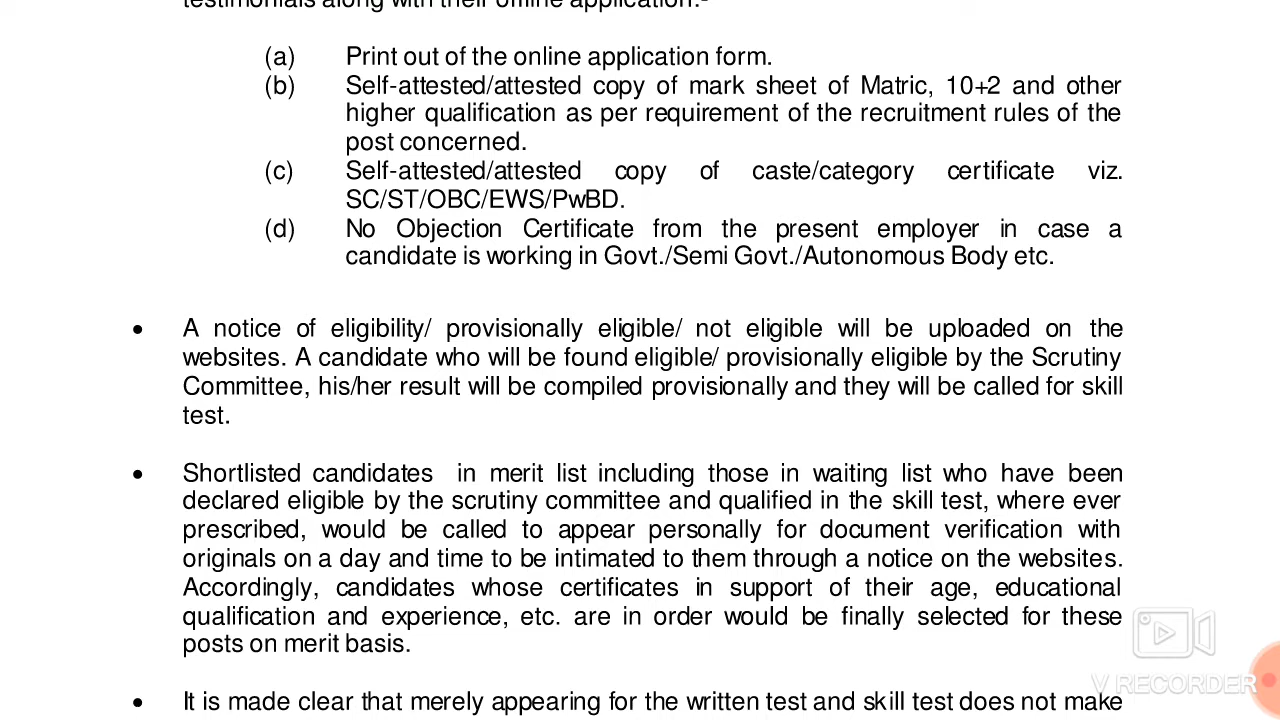 testimonials along with their offline application:-
(a) Print out of the online application form.
(b) Self-attested/attested copy of mark sheet of Matric, 10+2 and other
higher qualification as per requirement of the recruitment rules of the
post concerned.
(c) Self-attested/attested copy of caste/category certificate viz.
SC/ST/OBC/EWS/PwBD.
(d) No Objection Certificate from the present employer in case a
candidate is working in Govt./Semi Govt./Autonomous Body etc.
• A notice of eligibility/ provisionally eligible/ not eligible will be uploaded on the
websites. A candidate who will be found eligible/ provisionally eligible by the Scrutiny
Committee, his/her result will be compiled provisionally and they will be called for skill
test.
• Shortlisted candidates in merit list including those in waiting list who have been
declared eligible by the scrutiny committee and qualified in the skill test, where ever
prescribed, would be called to appear personally for document verification with
originals on a day and time to be intimated to them through a notice on the websites.
Accordingly, candidates whose certificates in support of their age, educational
qualification and experience, etc. are in order would be finally selected for these
posts on merit basis.
• It is made clear that merely appearing for the written test and skill test does not make
V RECORDER